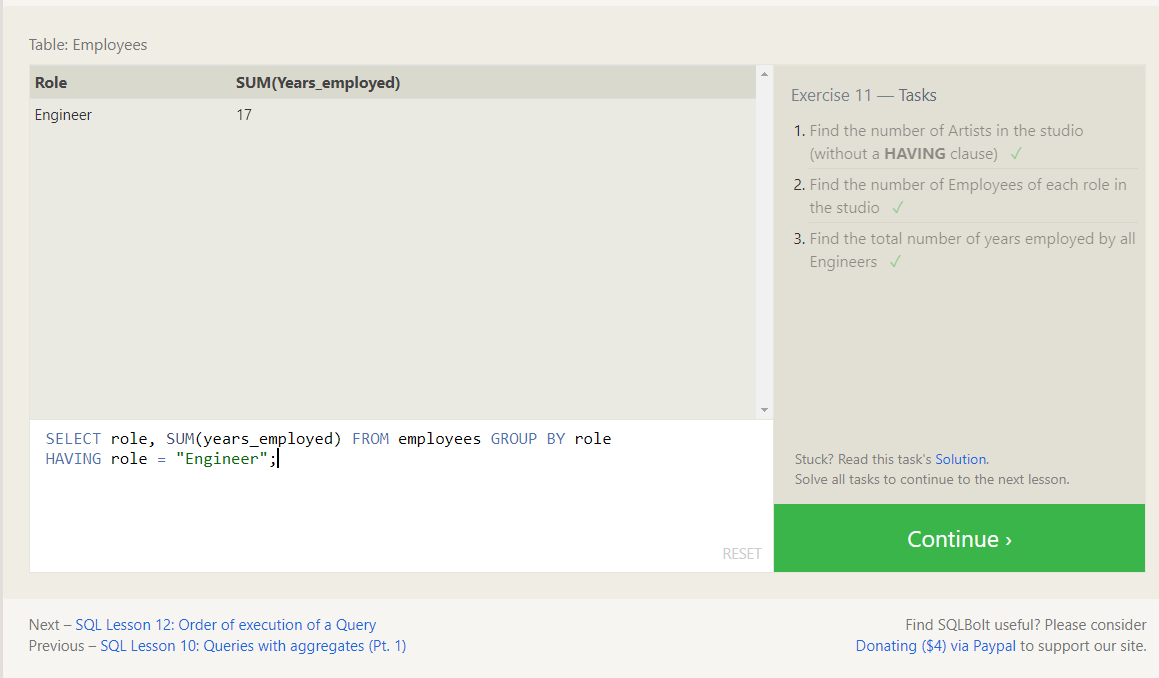 Table: Employees
Role SUM(Years_employed)
Engineer 17
SELECT role, SUM(years_employed) FROM employees GROUP BY role
HAVING role = "Engineer";
RESET
Exercise 11 — Tasks
1. Find the number of Artists in the studio
(without a HAVING clause) ✓
2. Find the number of Employees of each role in
the studio ✓
3. Find the total number of years employed by all
Engineers ✓
Stuck? Read this task's Solution.
Solve all tasks to continue to the next lesson.
Continue ›
Next – SQL Lesson 12: Order of execution of a Query
Previous – SQL Lesson 10: Queries with aggregates (Pt. 1)
Find SQLBolt useful? Please consider
Donating ($4) via Paypal to support our site.